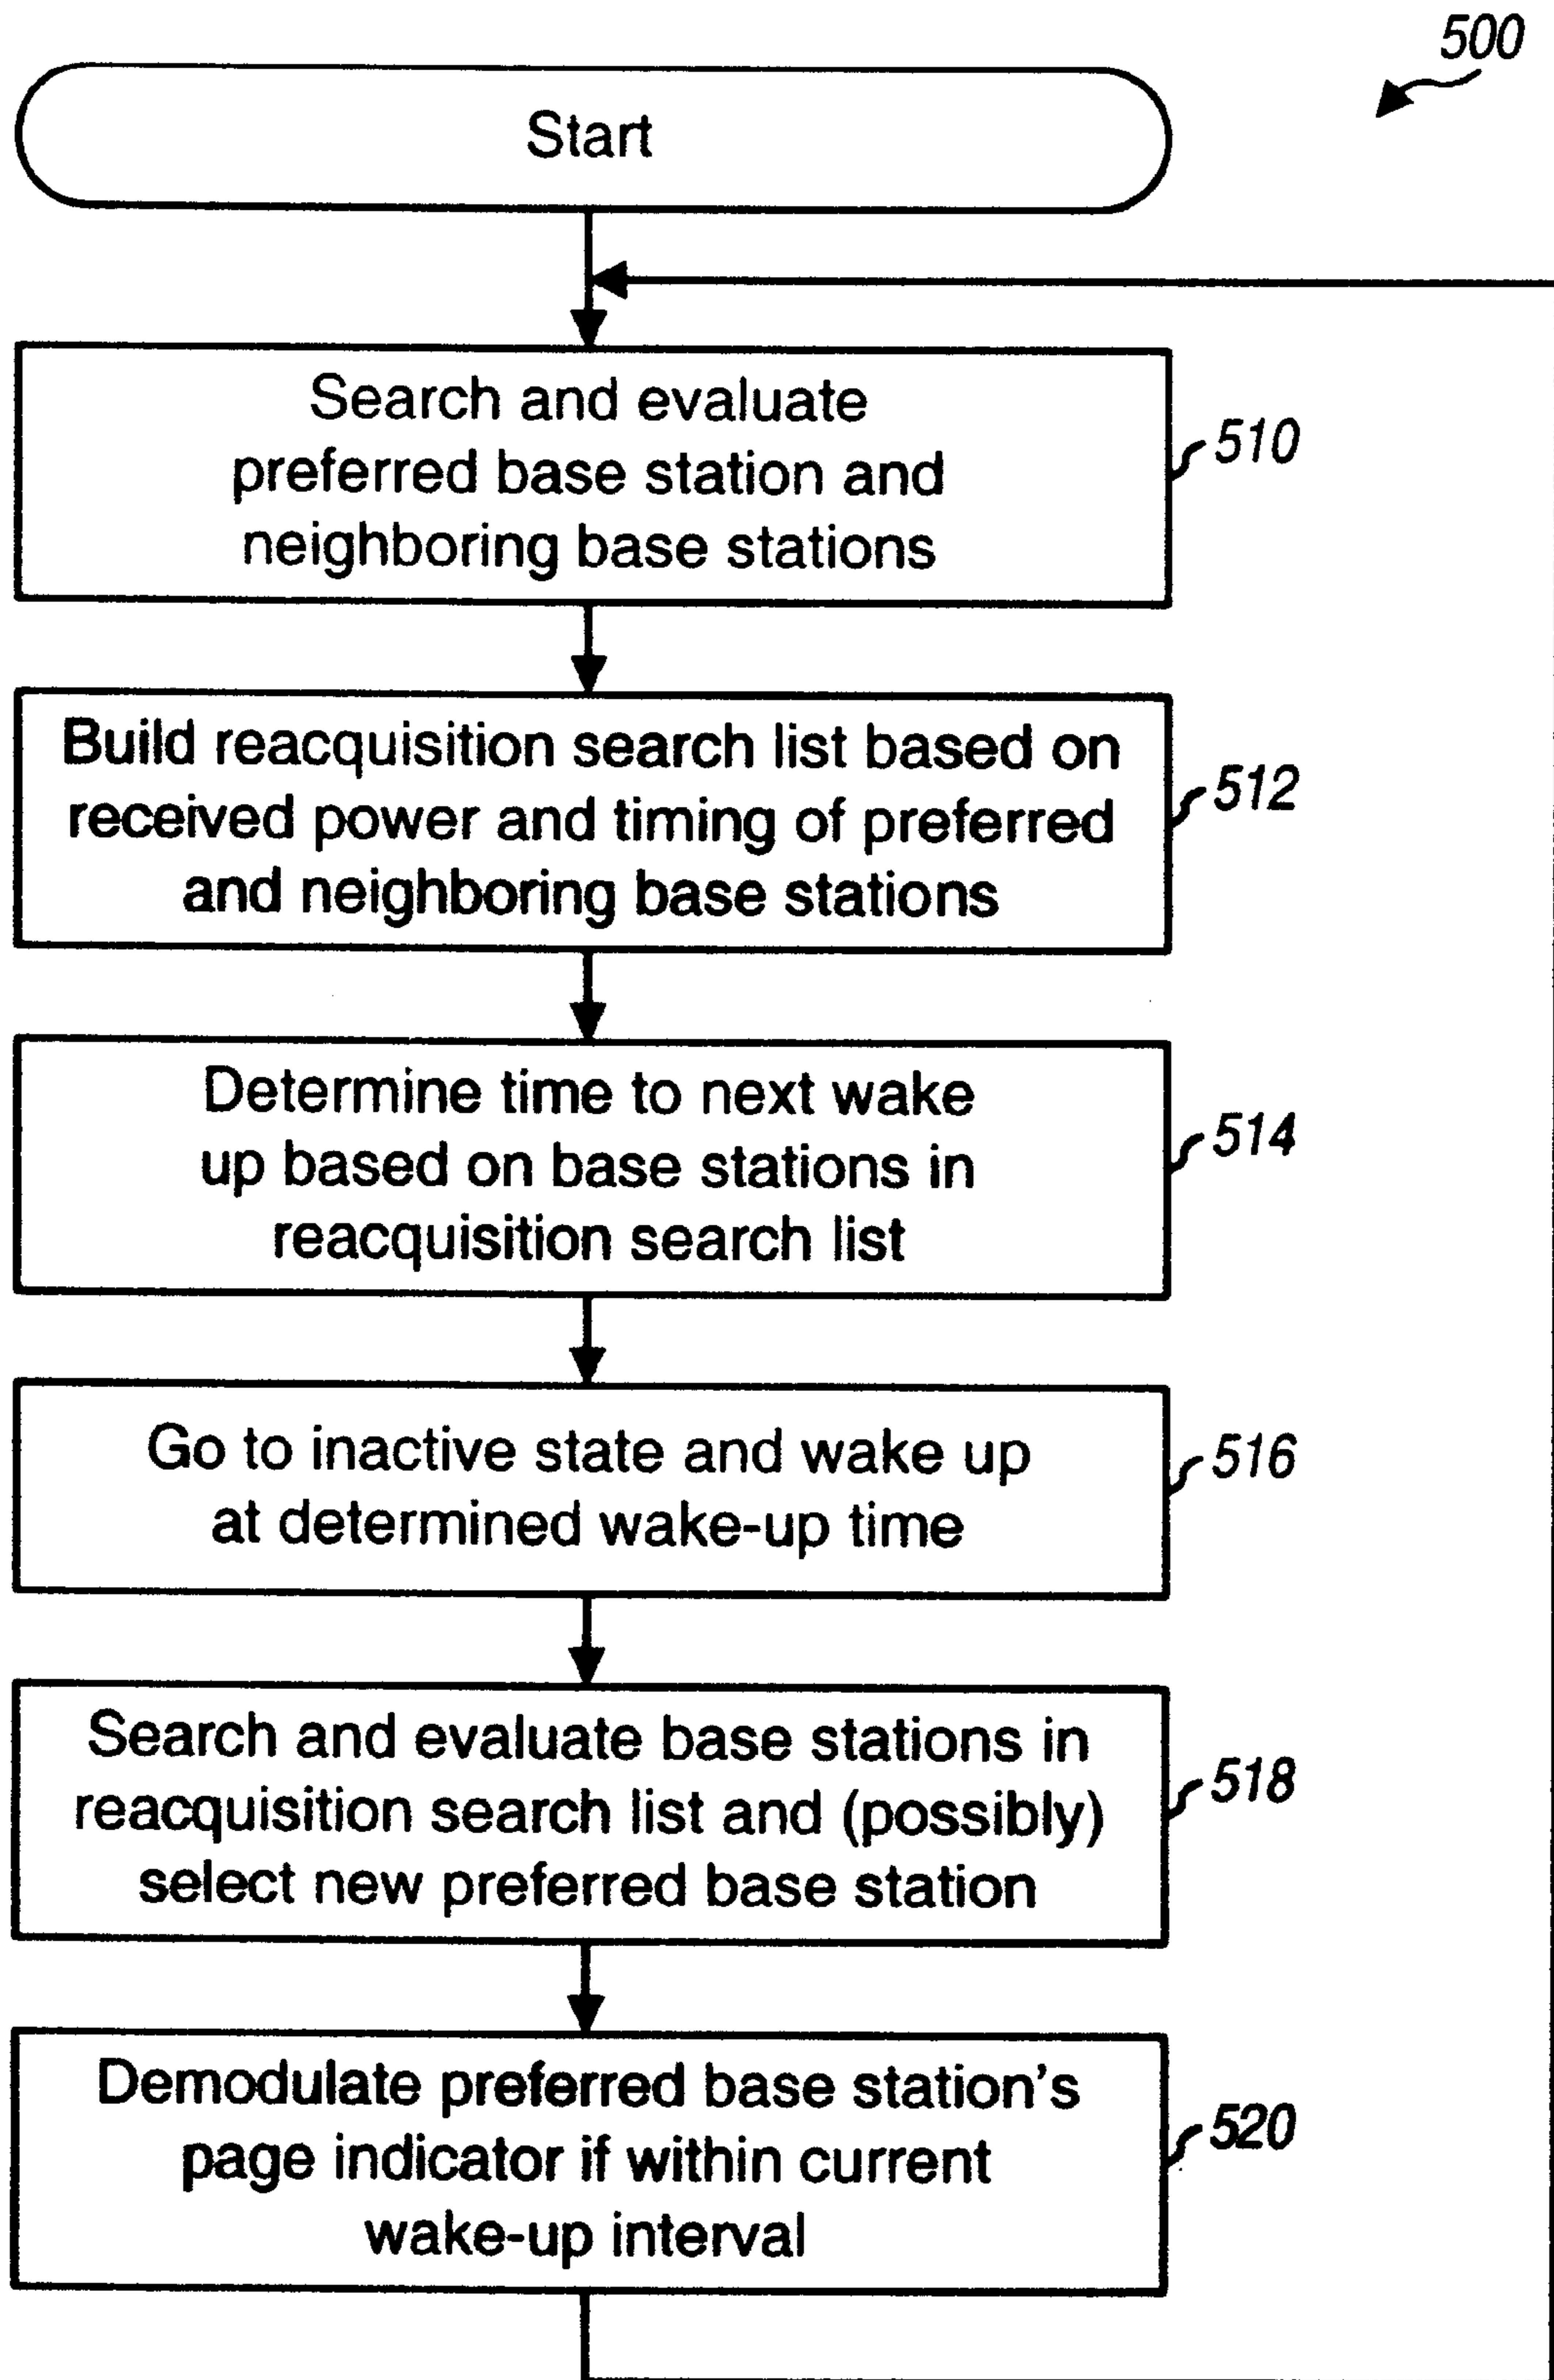 500
Start
Search and evaluate
preferred base station and
neighboring base stations
510
Build reacquisition search list based on
received power and timing of preferred
and neighboring base stations
512
Determine time to next wake
up based on base stations in
reacquisition search list
514
Go to inactive state and wake up
at determined wake-up time
516
Search and evaluate base stations in
reacquisition search list and (possibly)
select new preferred base station
518
Demodulate preferred base station's
page indicator if within current
wake-up interval
520